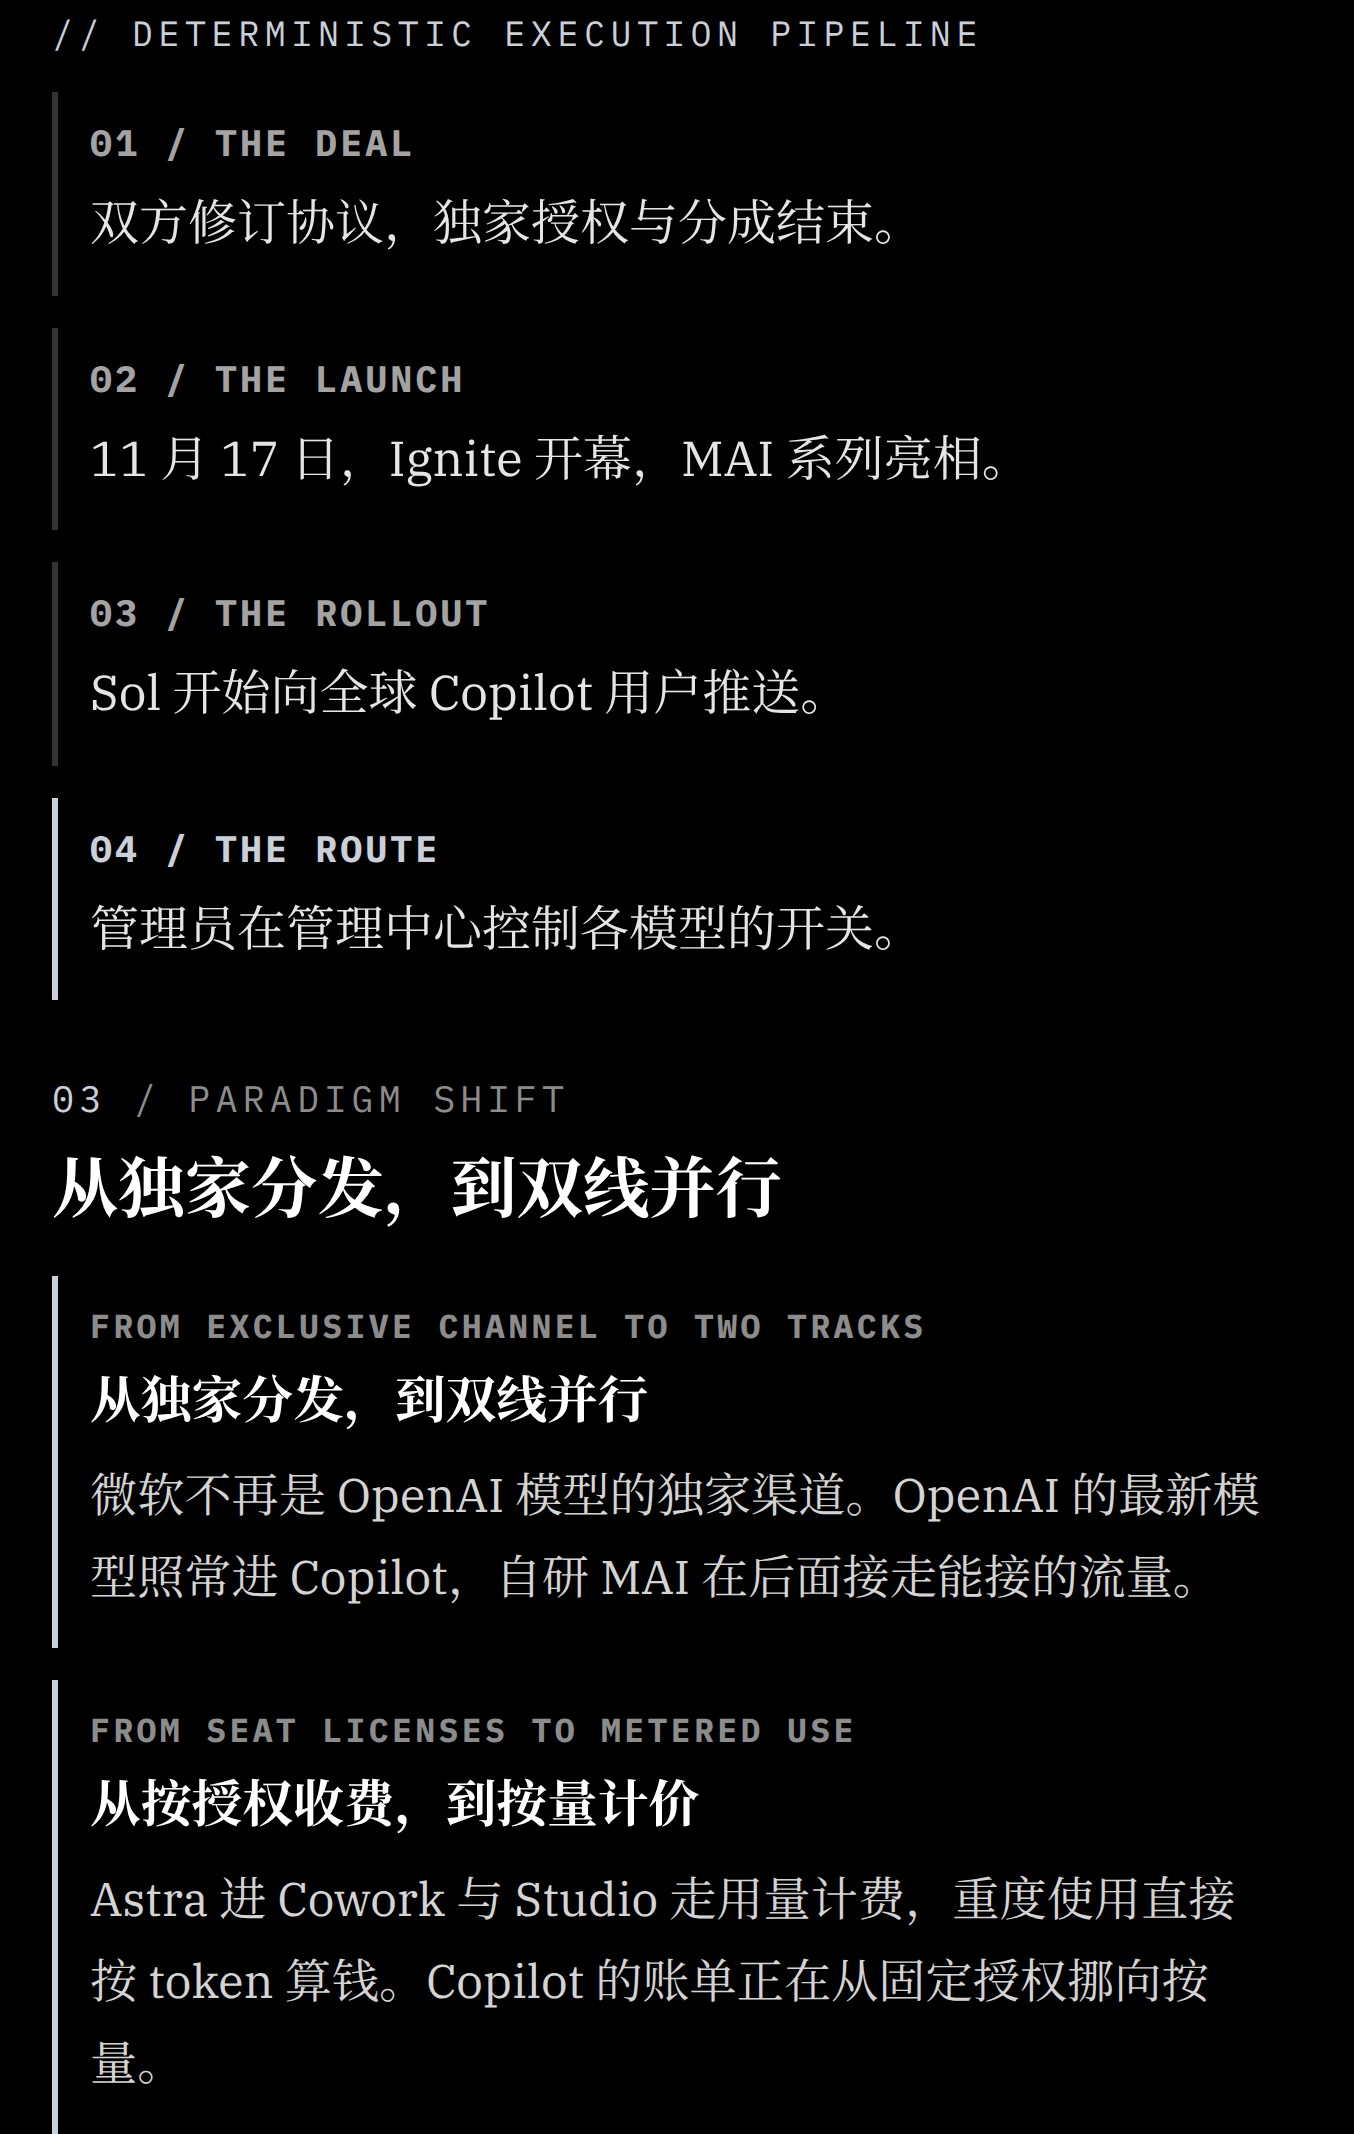 // DETERMINISTIC EXECUTION PIPELINE
01 / THE DEAL
双方修订协议，独家授权与分成结束。
02 / THE LAUNCH
11 月 17 日，Ignite 开幕，MAI 系列亮相。
03 / THE ROLLOUT
Sol 开始向全球 Copilot 用户推送。
04 / THE ROUTE
管理员在管理中心控制各模型的开关。
03 / PARADIGM SHIFT
从独家分发，到双线并行
FROM EXCLUSIVE CHANNEL TO TWO TRACKS
从独家分发，到双线并行
微软不再是 OpenAI 模型的独家渠道。OpenAI 的最新模
型照常进 Copilot，自研 MAI 在后面接走能接的流量。
FROM SEAT LICENSES TO METERED USE
从按授权收费，到按量计价
Astra 进 Cowork 与 Studio 走用量计费，重度使用直接
按 token 算钱。Copilot 的账单正在从固定授权挪向按
量。